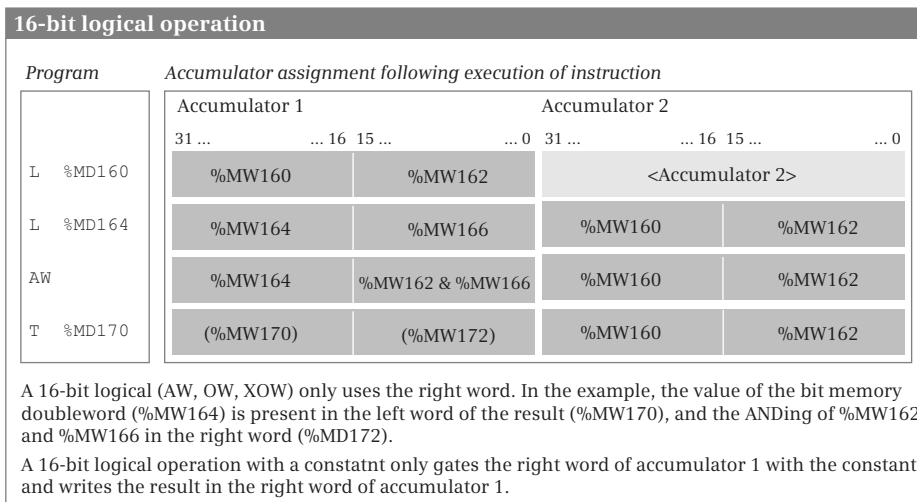 16-bit logical operation
Program Accumulator assignment following execution of instruction
Accumulator 1 Accumulator 2
31 ... ... 16 15 ... ... 0 31 ... ... 16 15 ... ... 0
L %MD160 %MW160 %MW162 <Accumulator 2>
L %MD164 %MW164 %MW166 %MW160 %MW162
AW %MW164 %MW162 & %MW166 %MW160 %MW162
T %MD170 (%MW170) (%MW172) %MW160 %MW162
A 16-bit logical (AW, OW, XOW) only uses the right word. In the example, the value of the bit memory
doubleword (%MW164) is present in the left word of the result (%MW170), and the ANDing of %MW162
and %MW166 in the right word (%MD172).
A 16-bit logical operation with a constatnt only gates the right word of accumulator 1 with the constant
and writes the result in the right word of accumulator 1.